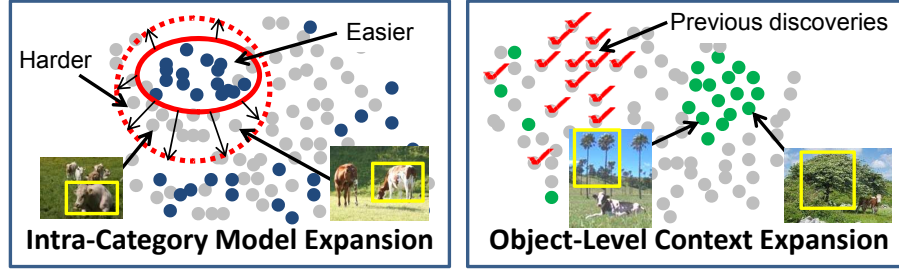 Easier
Harder
Intra-Category Model Expansion
Previous discoveries
Object-Level Context Expansion